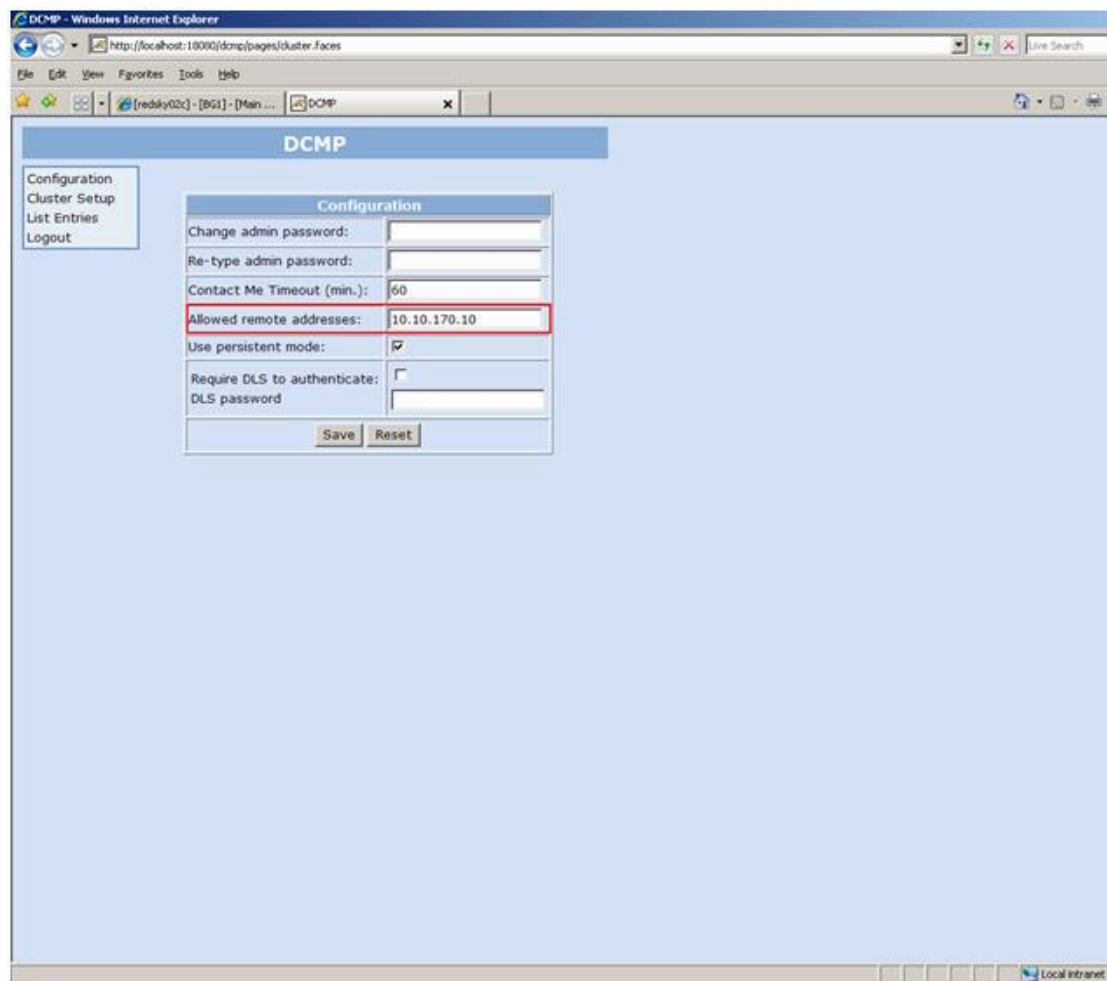 DCMP - Windows Internet Explorer
http://localhost:18080/dcmp/pages/cluster.faces
Live Search
File Edit View Favorites Tools Help
[redsky02c] - [BG1] - [Main ... DCMP
DCMP
Configuration
Cluster Setup
List Entries
Logout
Configuration
Change admin password:
Re-type admin password:
Contact Me Timeout (min.): 60
Allowed remote addresses: 10.10.170.10
Use persistent mode:
Require DLS to authenticate:
DLS password
Save Reset
Local intranet